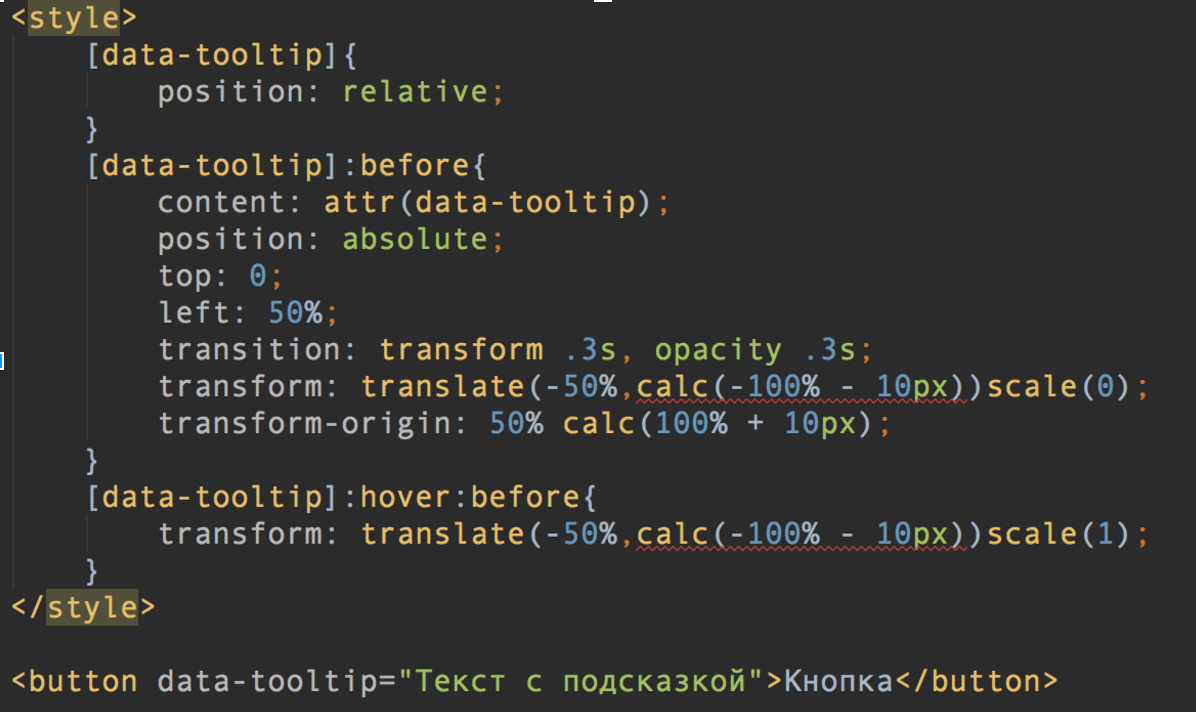 <style>
[data-tooltip]{
position: relative;
}
[data-tooltip]:before{
content: attr(data-tooltip);
position: absolute;
top: 0;
left: 50%;
transition: transform .3s, opacity .3s;
transform: translate(-50%,calc(-100% - 10px))scale(0);
transform-origin: 50% calc(100% + 10px);
}
[data-tooltip]:hover:before{
transform: translate(-50%,calc(-100% - 10px))scale(1);
}
</style>
<button data-tooltip="Текст с подсказкой">Кнопка</button>